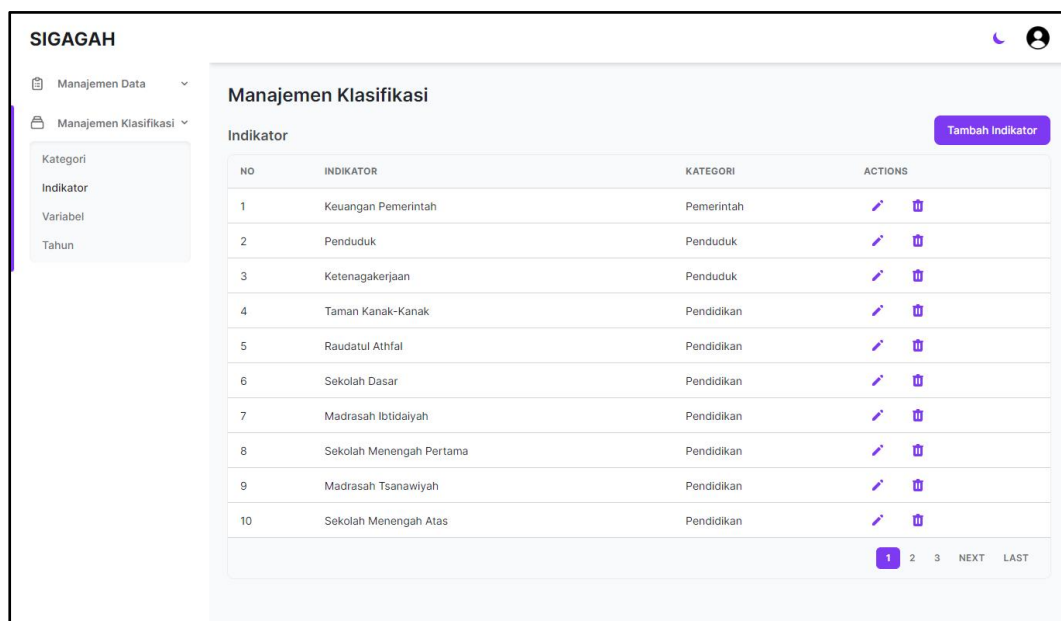 SIGAGAH
Manajemen Data
Manajemen Klasifikasi
Kategori
Indikator
Variabel
Tahun
Manajemen Klasifikasi
Indikator
Tambah Indikator
NO INDIKATOR KATEGORI ACTIONS
1 Keuangan Pemerintah Pemerintah
2 Penduduk Penduduk
3 Ketenagakerjaan Penduduk
4 Taman Kanak-Kanak Pendidikan
5 Raudatul Athfal Pendidikan
6 Sekolah Dasar Pendidikan
7 Madrasah Ibtidaiyah Pendidikan
8 Sekolah Menengah Pertama Pendidikan
9 Madrasah Tsanawiyah Pendidikan
10 Sekolah Menengah Atas Pendidikan
1 2 3 NEXT LAST